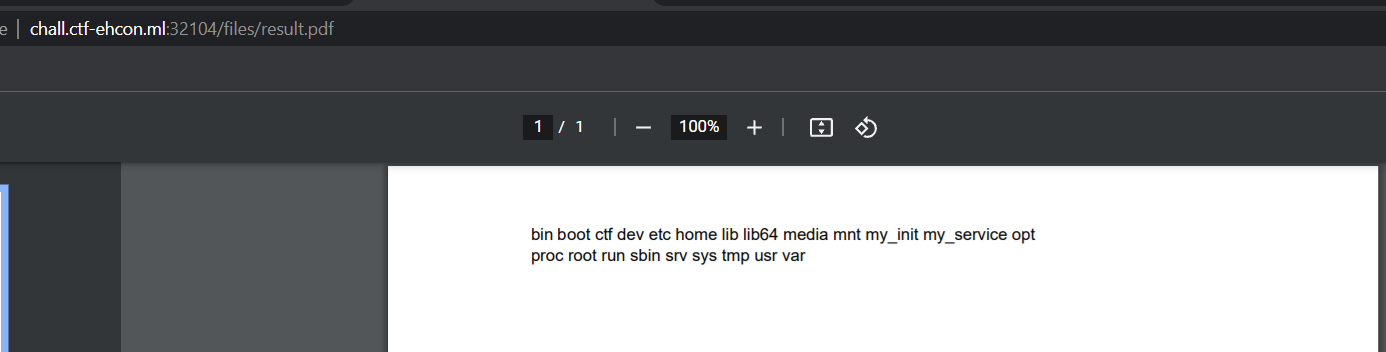 e | chall.ctf-ehcon.ml:32104/files/result.pdf
1 / 1 | − 100% + |
bin boot ctf dev etc home lib lib64 media mnt my_init my_service opt
proc root run sbin srv sys tmp usr var